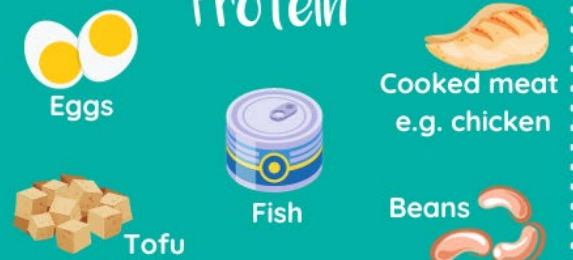 Protein
Eggs
Cooked meat
e.g. chicken
Fish
Beans
Tofu